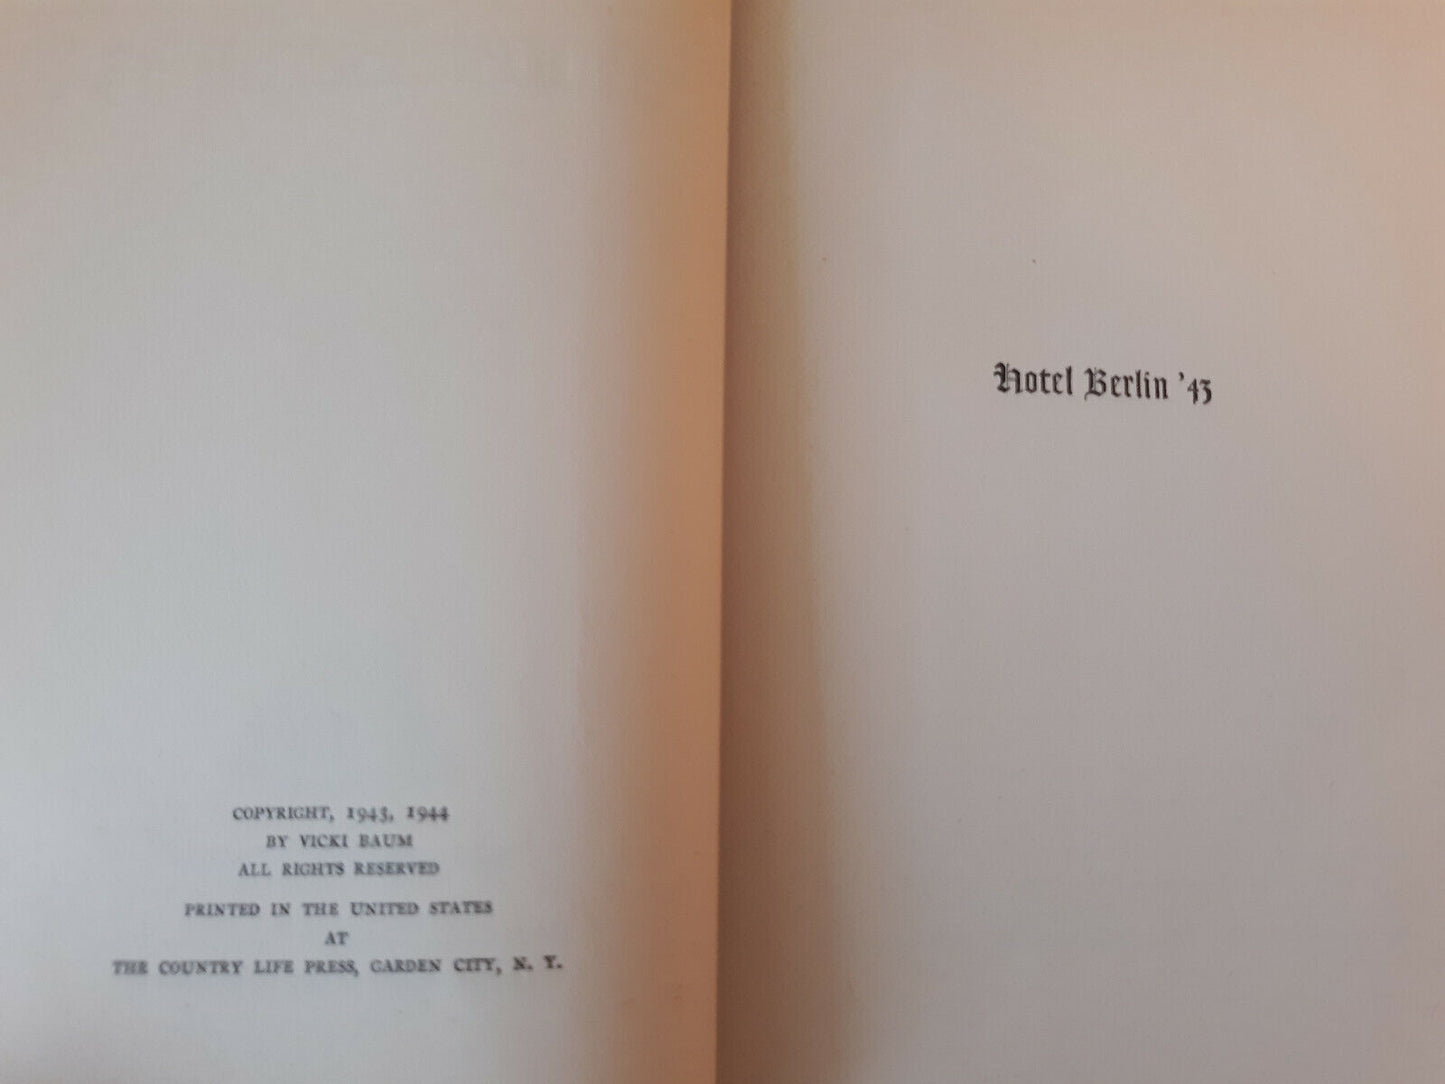 COPYRIGHT, 1943, 1944
BY VICKI BAUM
ALL RIGHTS RESERVED
PRINTED IN THE UNITED STATES
AT
THE COUNTRY LIFE PRESS, GARDEN CITY, N. Y.
Hotel Berlin '43